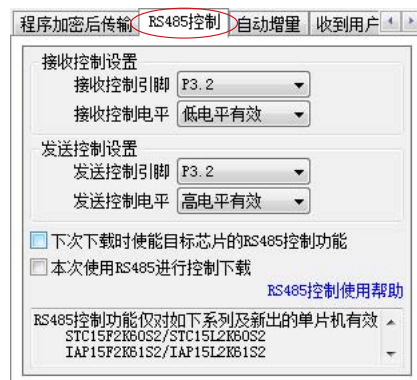 程序加密后传输 RS485控制 自动增量 收到用户
接收控制设置
接收控制引脚 P3.2
接收控制电平 低电平有效
发送控制设置
发送控制引脚 P3.2
发送控制电平 高电平有效
下次下载时使能目标芯片的RS485控制功能
本次使用RS485进行控制下载
RS485控制使用帮助
RS485控制功能仅对如下系列及新出的单片机有效
STC15F2K60S2/STC15L2K60S2
IAP15F2K61S2/IAP15L2K61S2